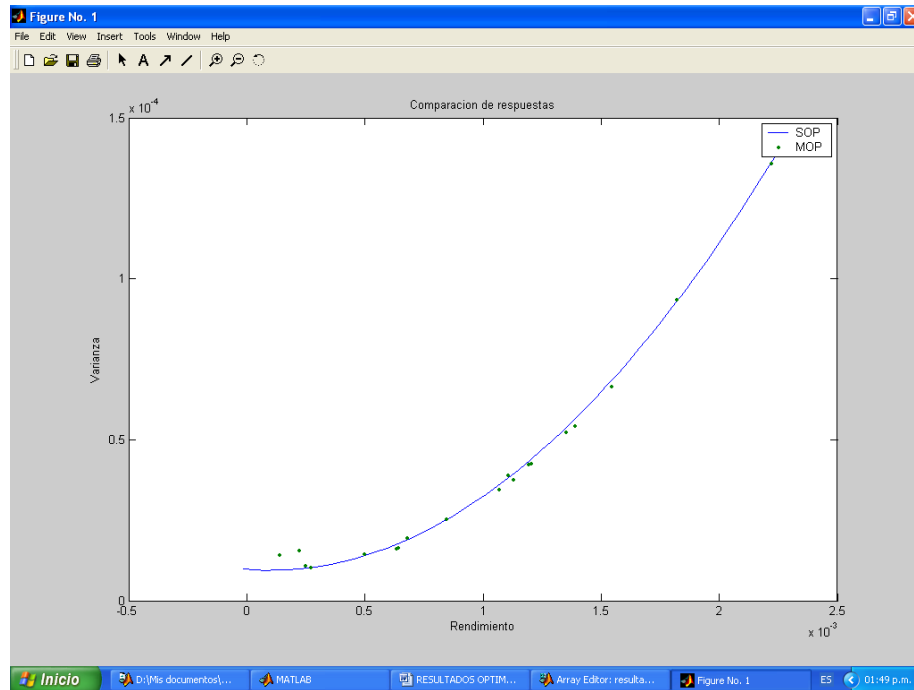 Figure No. 1
File Edit View Insert Tools Window Help
A
Comparacion de respuestas
x 10^-4
1.5
1
0.5
0
Varianza
SOP
MOP
-0.5 0 0.5 1 1.5 2 2.5
Rendimiento
x 10^-3
Inicio
D:\Mis documentos\...
MATLAB
RESULTADOS OPTIM...
Array Editor: resulta...
Figure No. 1
ES
01:49 p.m.